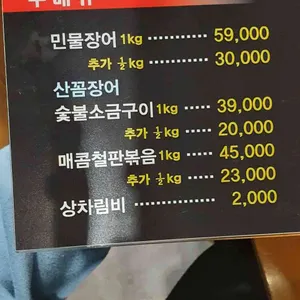 민물장어 1kg ··········· 59,000
추가 ½kg ··········· 30,000
산꼼장어
숯불소금구이 1kg ····· 39,000
추가 ½kg ······· 20,000
매콤철판볶음 1kg ····· 45,000
추가 ½kg ······· 23,000
상차림비 ·············· 2,000